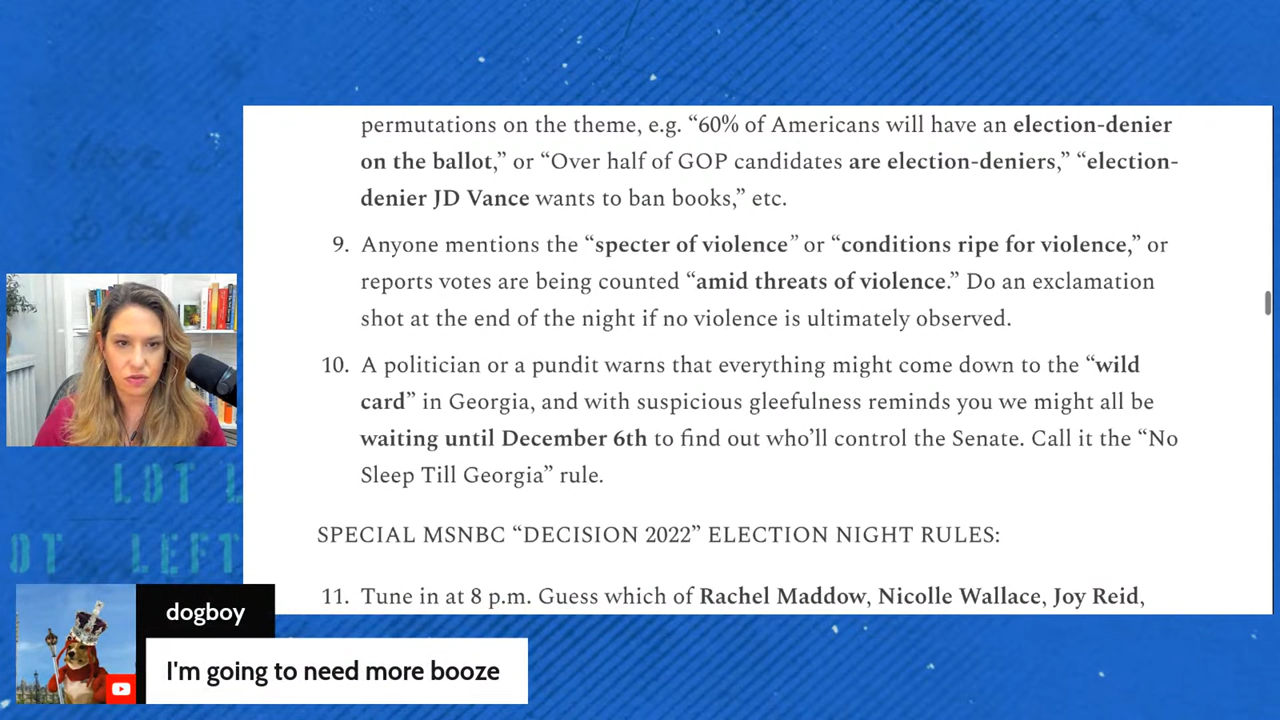 permutations on the theme, e.g. “60% of Americans will have an election-denier
on the ballot,” or “Over half of GOP candidates are election-deniers,” “election-
denier JD Vance wants to ban books,” etc.
9. Anyone mentions the “specter of violence” or “conditions ripe for violence,” or
reports votes are being counted “amid threats of violence.” Do an exclamation
shot at the end of the night if no violence is ultimately observed.
10. A politician or a pundit warns that everything might come down to the “wild
card” in Georgia, and with suspicious gleefulness reminds you we might all be
waiting until December 6th to find out who’ll control the Senate. Call it the “No
Sleep Till Georgia” rule.
SPECIAL MSNBC “DECISION 2022” ELECTION NIGHT RULES:
11. Tune in at 8 p.m. Guess which of Rachel Maddow, Nicolle Wallace, Joy Reid,
LOT L
OT LEFT
dogboy
I'm going to need more booze